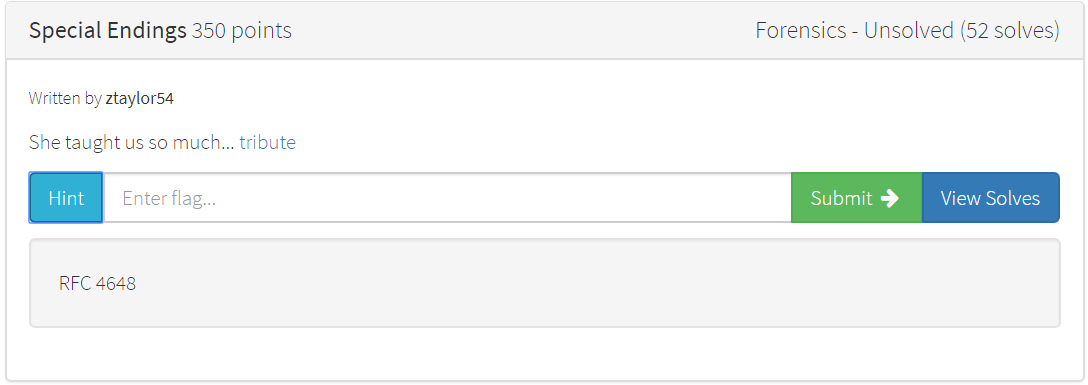 Special Endings 350 points Forensics - Unsolved (52 solves)
Written by ztaylor54
She taught us so much... tribute
Hint Enter flag... Submit View Solves
RFC 4648